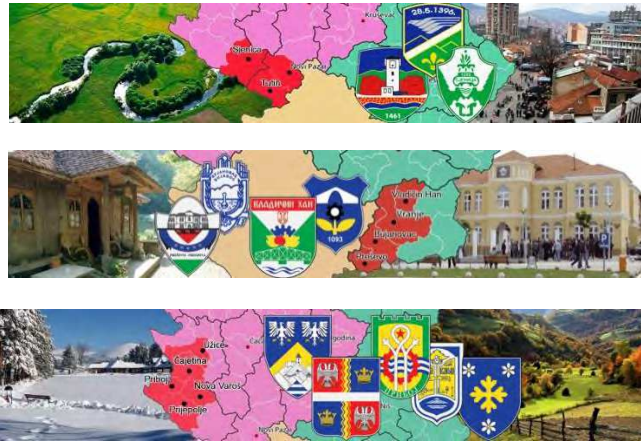 Kruševac
28.5.1396.
Sjenica
Novi Pazar
Tutin
1461
ВЛАДИЧИН ХАН
Vladičin Han
Vranje
1093
Bujanovac
Preševo
Užice
Čajetina
Priboj
Nova Varoš
Prijepolje
Novi Pazar
Niš